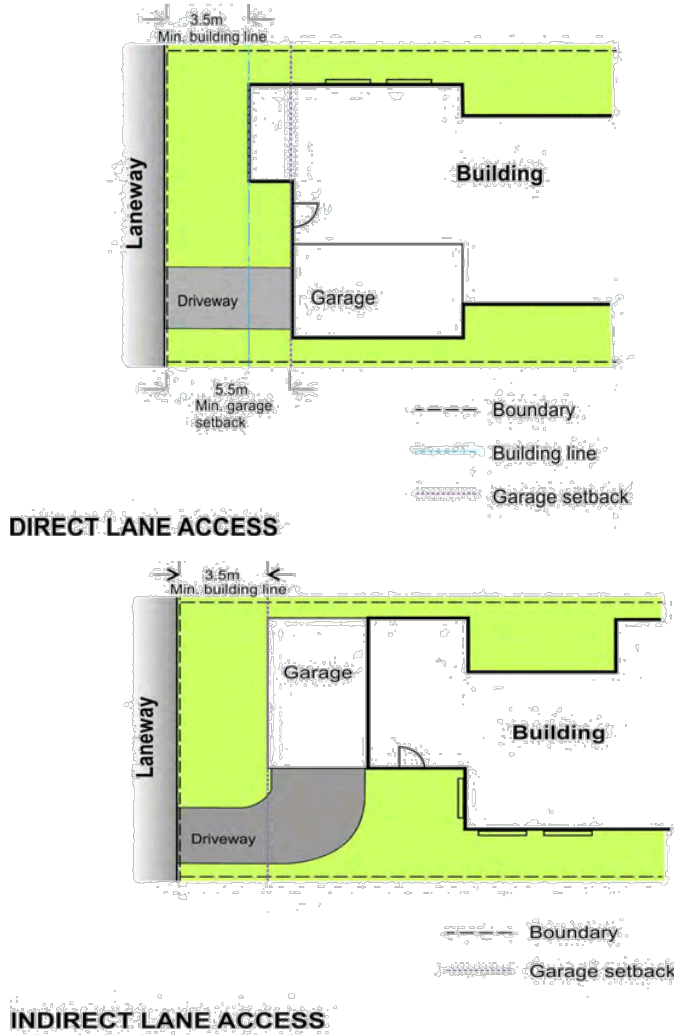 3.5m
Min. building line
Laneway
Building
Driveway
Garage
5.5m
Min. garage
setback
Boundary
Building line
Garage setback
DIRECT LANE ACCESS
3.5m
Min. building line
Garage
Laneway
Building
Driveway
Boundary
Garage setback
INDIRECT LANE ACCESS